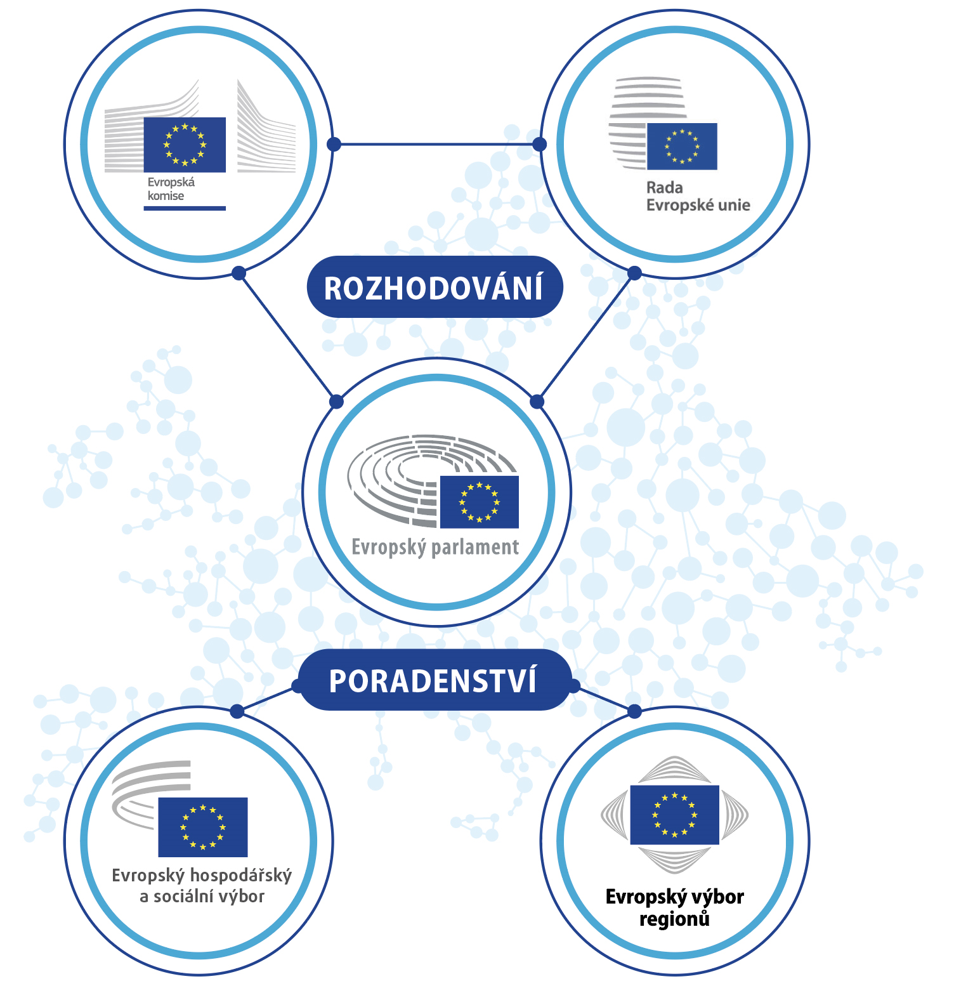 Evropská
komise
Rada
Evropské unie
ROZHODOVÁNÍ
Evropský parlament
PORADENSTVÍ
Evropský hospodářský
a sociální výbor
Evropský výbor
regionů